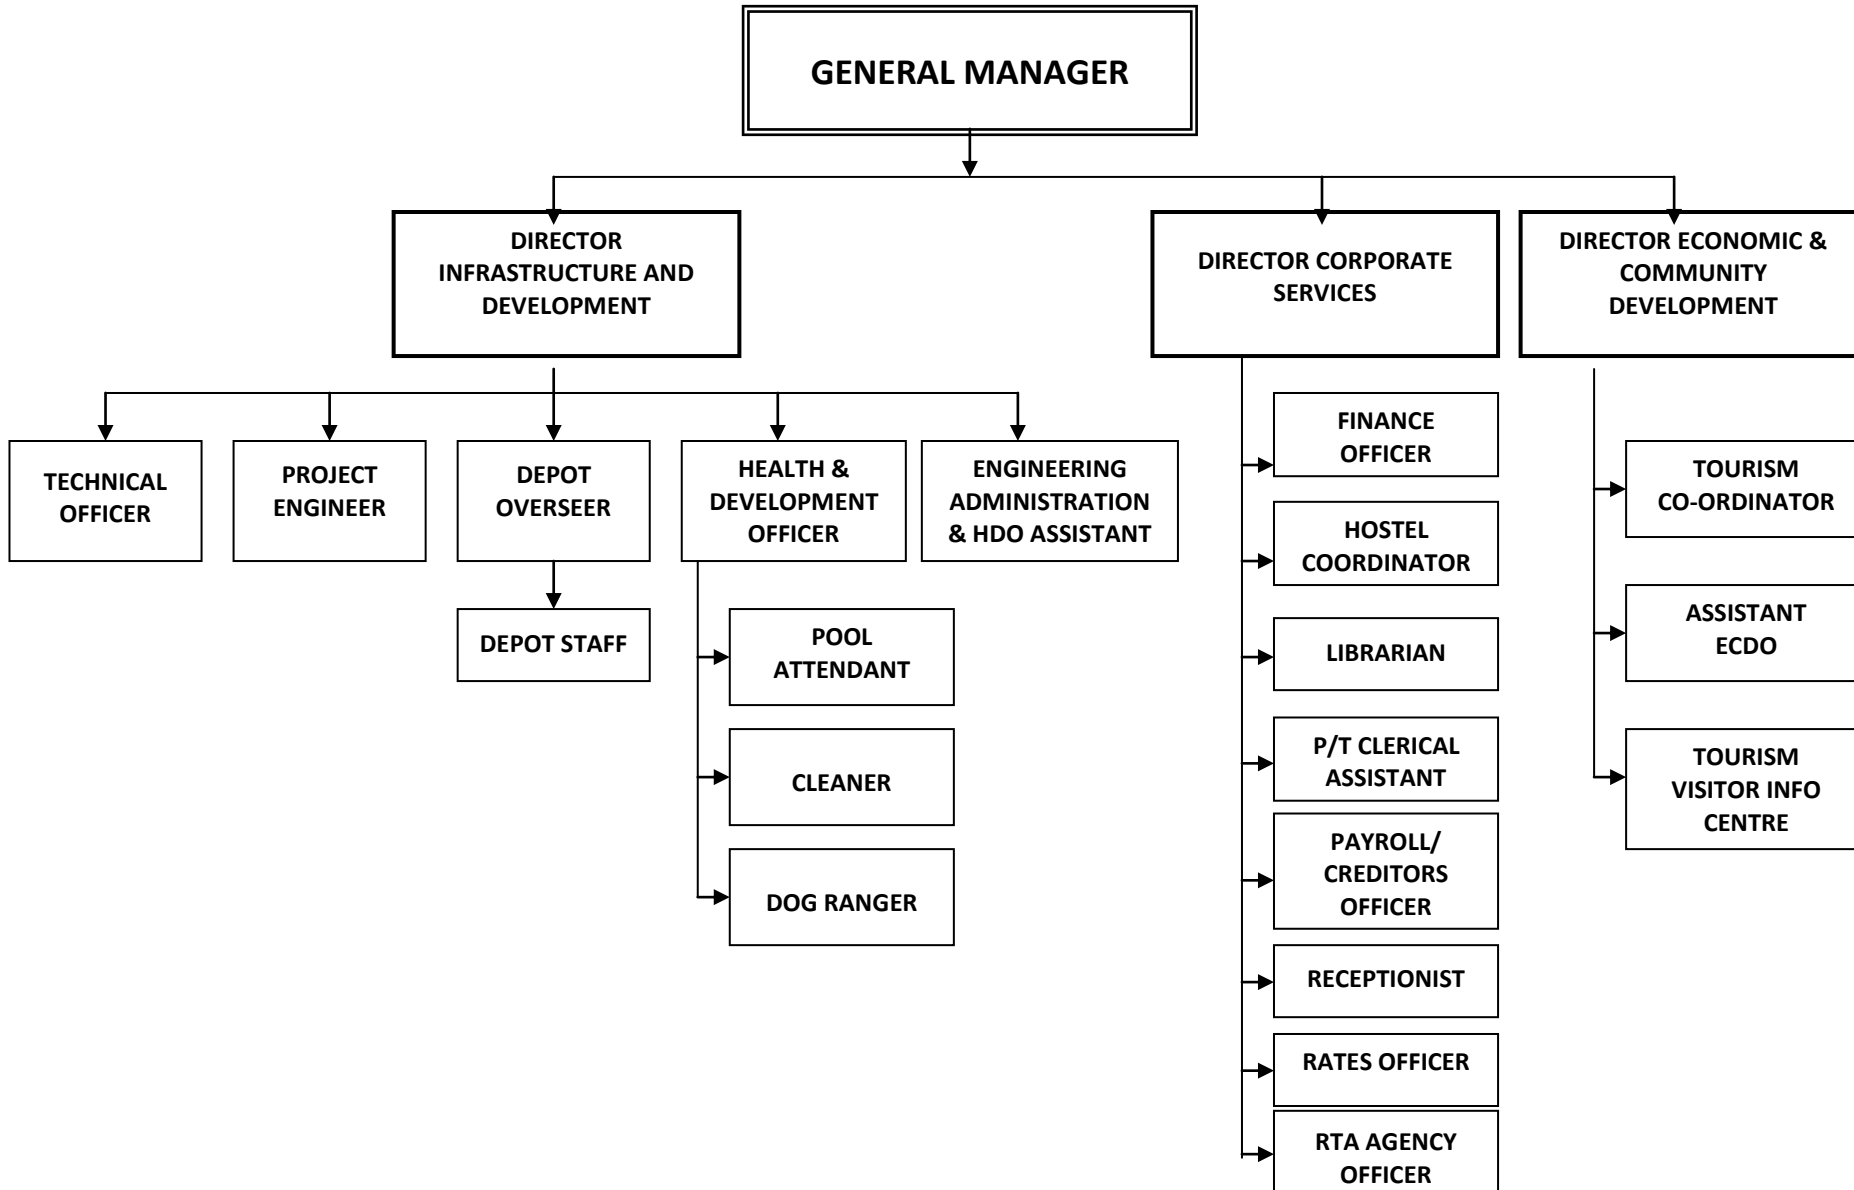 GENERAL MANAGER
DIRECTOR
INFRASTRUCTURE AND
DEVELOPMENT
DIRECTOR CORPORATE
SERVICES
DIRECTOR ECONOMIC &
COMMUNITY
DEVELOPMENT
TECHNICAL
OFFICER
PROJECT
ENGINEER
DEPOT
OVERSEER
HEALTH &
DEVELOPMENT
OFFICER
ENGINEERING
ADMINISTRATION
& HDO ASSISTANT
DEPOT STAFF
POOL
ATTENDANT
CLEANER
DOG RANGER
FINANCE
OFFICER
HOSTEL
COORDINATOR
LIBRARIAN
P/T CLERICAL
ASSISTANT
PAYROLL/
CREDITORS
OFFICER
RECEPTIONIST
RATES OFFICER
RTA AGENCY
OFFICER
TOURISM
CO-ORDINATOR
ASSISTANT
ECDO
TOURISM
VISITOR INFO
CENTRE